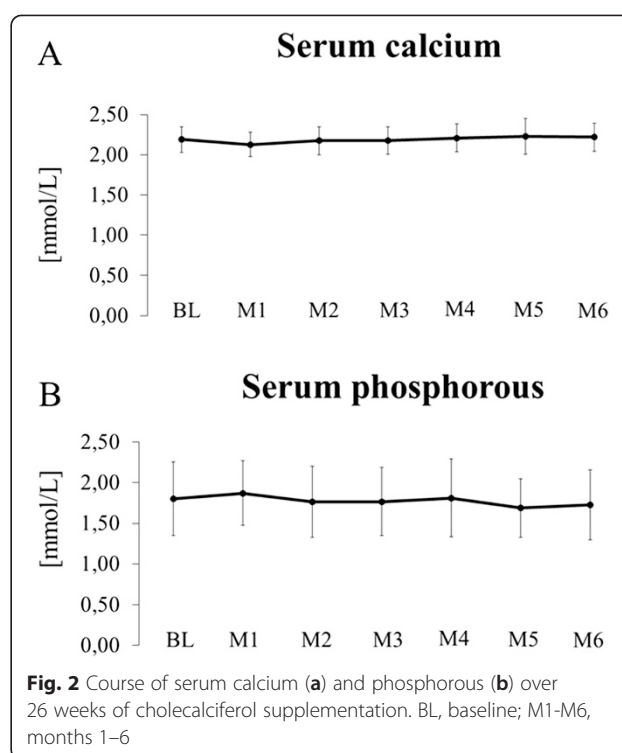 A
Serum calcium
[mmol/L]
2,50
2,00
1,50
1,00
0,50
0,00
BL M1 M2 M3 M4 M5 M6
B
Serum phosphorous
[mmol/L]
2,50
2,00
1,50
1,00
0,50
0,00
BL M1 M2 M3 M4 M5 M6
Fig. 2 Course of serum calcium (a) and phosphorous (b) over
26 weeks of cholecalciferol supplementation. BL, baseline; M1-M6,
months 1–6